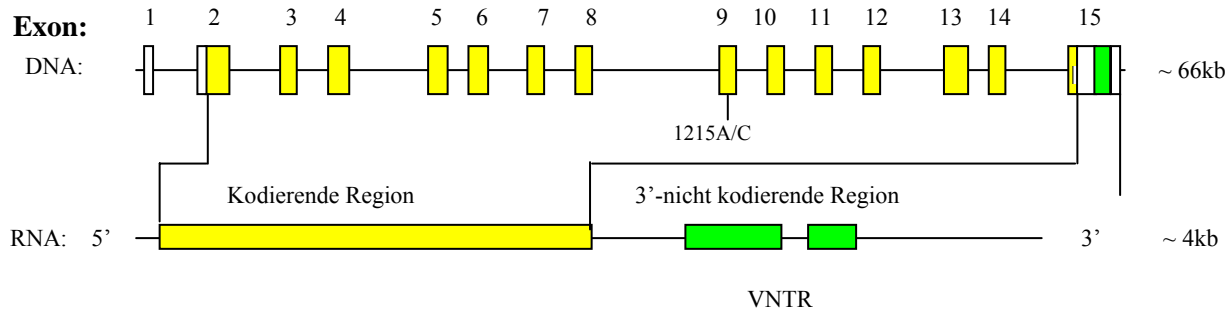 Exon: 1 2 3 4 5 6 7 8 9 10 11 12 13 14 15
DNA: ~ 66kb
1215A/C
Kodierende Region 3’-nicht kodierende Region
RNA: 5’ 3’ ~ 4kb
VNTR